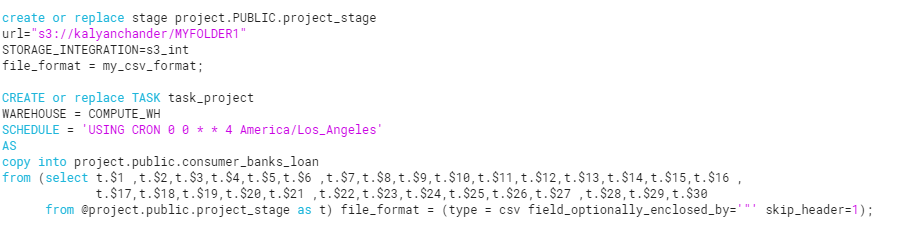 create or replace stage project.PUBLIC.project_stage
url="s3://kalyanchander/MYFOLDER1"
STORAGE_INTEGRATION=s3_int
file_format = my_csv_format;
CREATE or replace TASK task_project
WAREHOUSE = COMPUTE_WH
SCHEDULE = 'USING CRON 0 0 * * 4 America/Los_Angeles'
AS
copy into project.public.consumer_banks_loan
from (select t.$1 ,t.$2,t.$3,t.$4,t.$5,t.$6 ,t.$7,t.$8,t.$9,t.$10,t.$11,t.$12,t.$13,t.$14,t.$15,t.$16 ,
t.$17,t.$18,t.$19,t.$20,t.$21 ,t.$22,t.$23,t.$24,t.$25,t.$26,t.$27 ,t.$28,t.$29,t.$30
from @project.public.project_stage as t) file_format = (type = csv field_optionally_enclosed_by='"' skip_header=1);